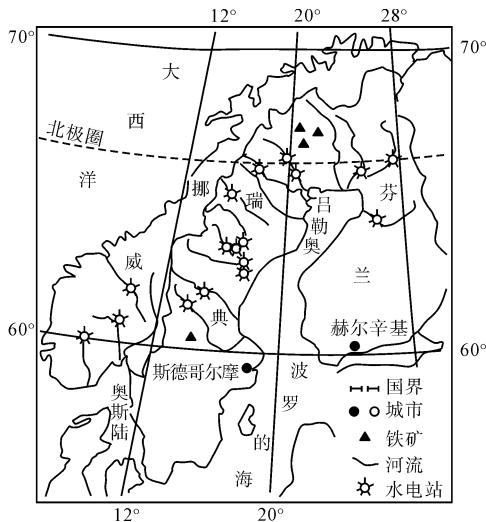 12° 20° 28°
70° 70°
大
西
洋
北极圈
挪
威
瑞
典
吕
勒
奥
芬
兰
60° 60°
赫尔辛基
斯德哥尔摩
奥
斯
陆
波
罗
的
海
国界
城市
铁矿
河流
水电站
12° 20°